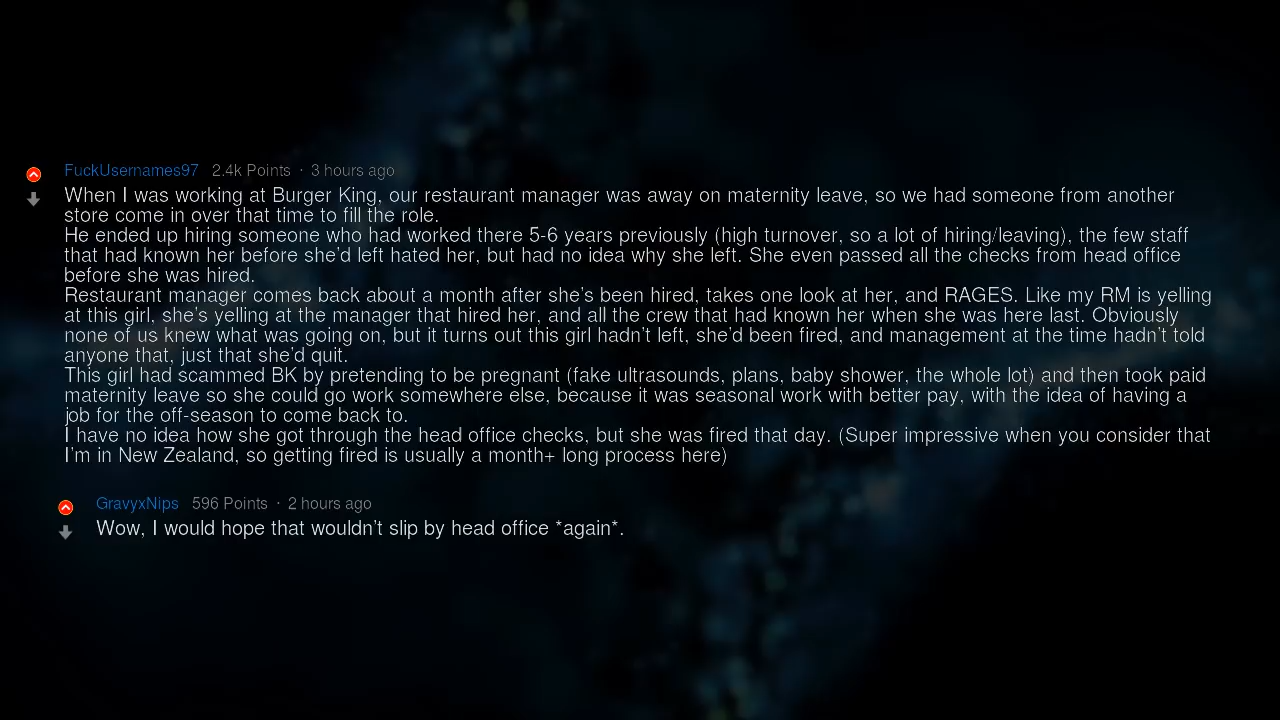 FuckUsernames97 2.4k Points · 3 hours ago
When I was working at Burger King, our restaurant manager was away on maternity leave, so we had someone from another
store come in over that time to fill the role.
He ended up hiring someone who had worked there 5-6 years previously (high turnover, so a lot of hiring/leaving), the few staff
that had known her before she'd left hated her, but had no idea why she left. She even passed all the checks from head office
before she was hired.
Restaurant manager comes back about a month after she's been hired, takes one look at her, and RAGES. Like my RM is yelling
at this girl, she's yelling at the manager that hired her, and all the crew that had known her when she was here last. Obviously
none of us knew what was going on, but it turns out this girl hadn't left, she'd been fired, and management at the time hadn't told
anyone that, just that she'd quit.
This girl had scammed BK by pretending to be pregnant (fake ultrasounds, plans, baby shower, the whole lot) and then took paid
maternity leave so she could go work somewhere else, because it was seasonal work with better pay, with the idea of having a
job for the off-season to come back to.
I have no idea how she got through the head office checks, but she was fired that day. (Super impressive when you consider that
I'm in New Zealand, so getting fired is usually a month+ long process here)
GravyxNips 596 Points · 2 hours ago
Wow, I would hope that wouldn't slip by head office *again*.